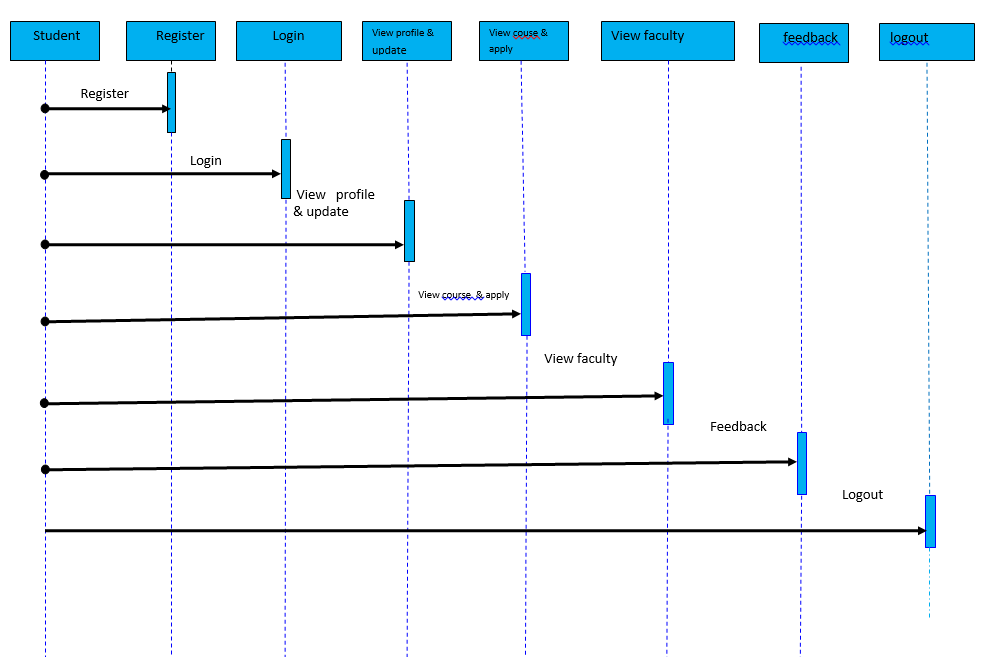 Student
Register
Login
View profile &
update
View couse &
apply
View faculty
feedback
logout
Register
Login
View profile
& update
View course & apply
View faculty
Feedback
Logout